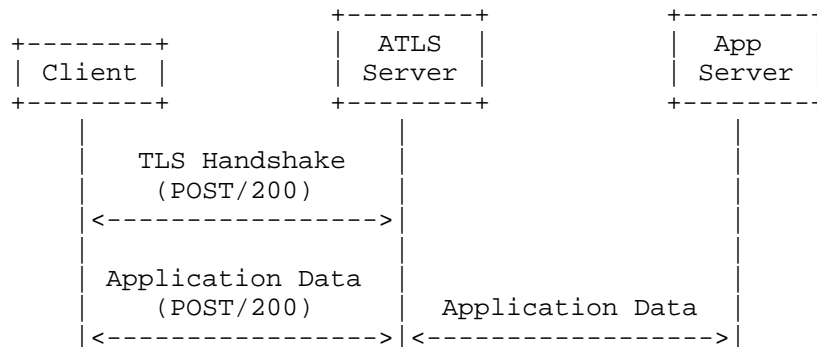 ATLS App
Client Server Server
TLS Handshake
(POST/200)
Application Data
(POST/200) Application Data